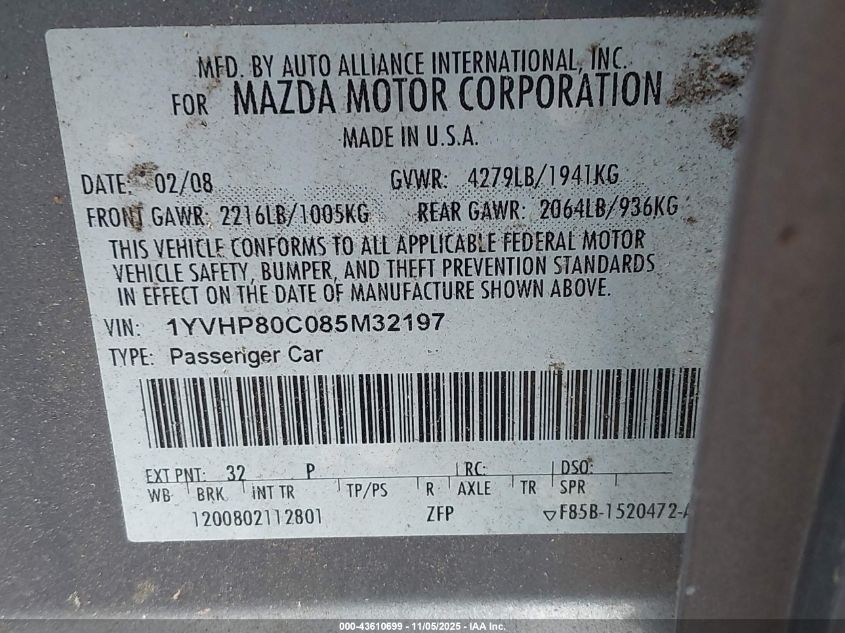 MFD. BY AUTO ALLIANCE INTERNATIONAL, INC.
FOR MAZDA MOTOR CORPORATION
MADE IN U.S.A.
DATE: 02/08 GVWR: 4279LB/1941KG
FRONT GAWR: 2216LB/1005KG REAR GAWR: 2064LB/936KG
THIS VEHICLE CONFORMS TO ALL APPLICABLE FEDERAL MOTOR
VEHICLE SAFETY, BUMPER, AND THEFT PREVENTION STANDARDS
IN EFFECT ON THE DATE OF MANUFACTURE SHOWN ABOVE.
VIN: 1YVHP80C085M32197
TYPE: Passenger Car
EXT PNT: 32 P RC: DSO:
WB BRK INT TR TP/PS R AXLE TR SPR
1200802112801 ZFP ▽F85B-1520472-A
000-43610699 - 11/05/2025 - IAA Inc.